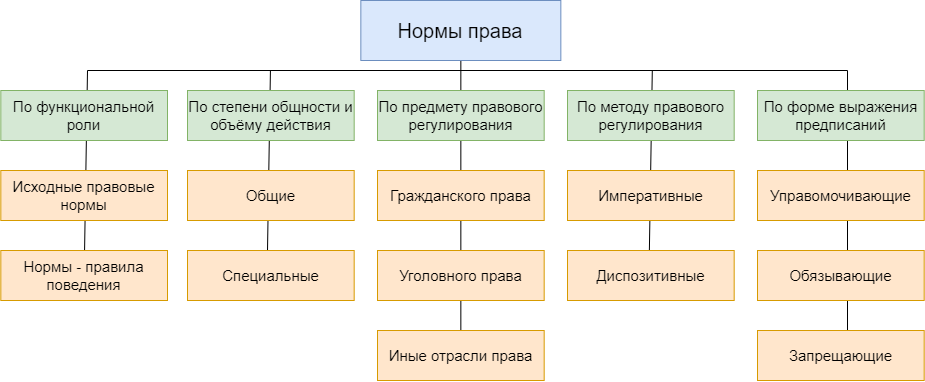 Нормы права
По функциональной
роли
По степени общности и
объёму действия
По предмету правового
регулирования
По методу правового
регулирования
По форме выражения
предписаний
Исходные правовые
нормы
Общие
Гражданского права
Императивные
Управомочивающие
Нормы - правила
поведения
Специальные
Уголовного права
Диспозитивные
Обязывающие
Иные отрасли права
Запрещающие